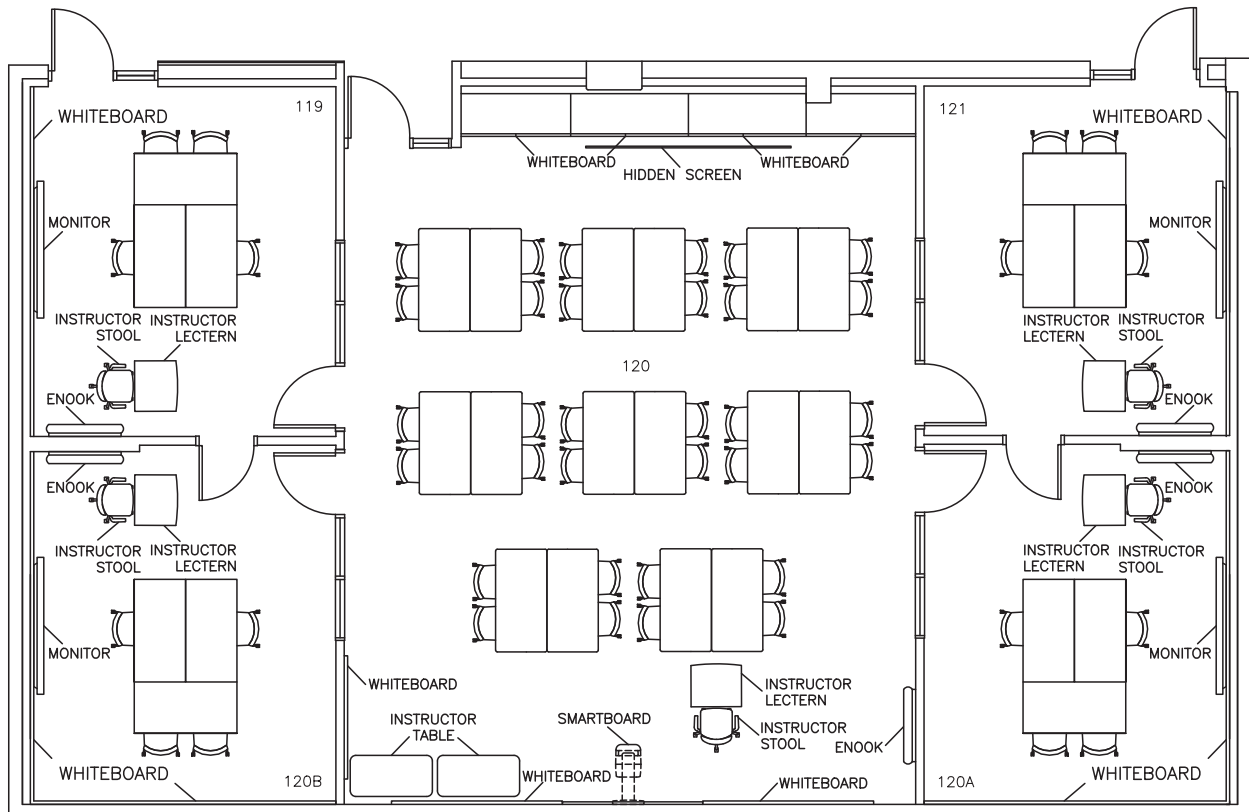 119
121
WHITEBOARD
WHITEBOARD
WHITEBOARD
WHITEBOARD
HIDDEN SCREEN
MONITOR
MONITOR
INSTRUCTOR
STOOL
INSTRUCTOR
LECTERN
INSTRUCTOR
LECTERN
INSTRUCTOR
STOOL
120
ENOOK
ENOOK
ENOOK
ENOOK
INSTRUCTOR
STOOL
INSTRUCTOR
LECTERN
INSTRUCTOR
LECTERN
INSTRUCTOR
STOOL
MONITOR
MONITOR
WHITEBOARD
INSTRUCTOR
LECTERN
INSTRUCTOR
TABLE
SMARTBOARD
INSTRUCTOR
STOOL
ENOOK
WHITEBOARD
120B
WHITEBOARD
WHITEBOARD
120A
WHITEBOARD